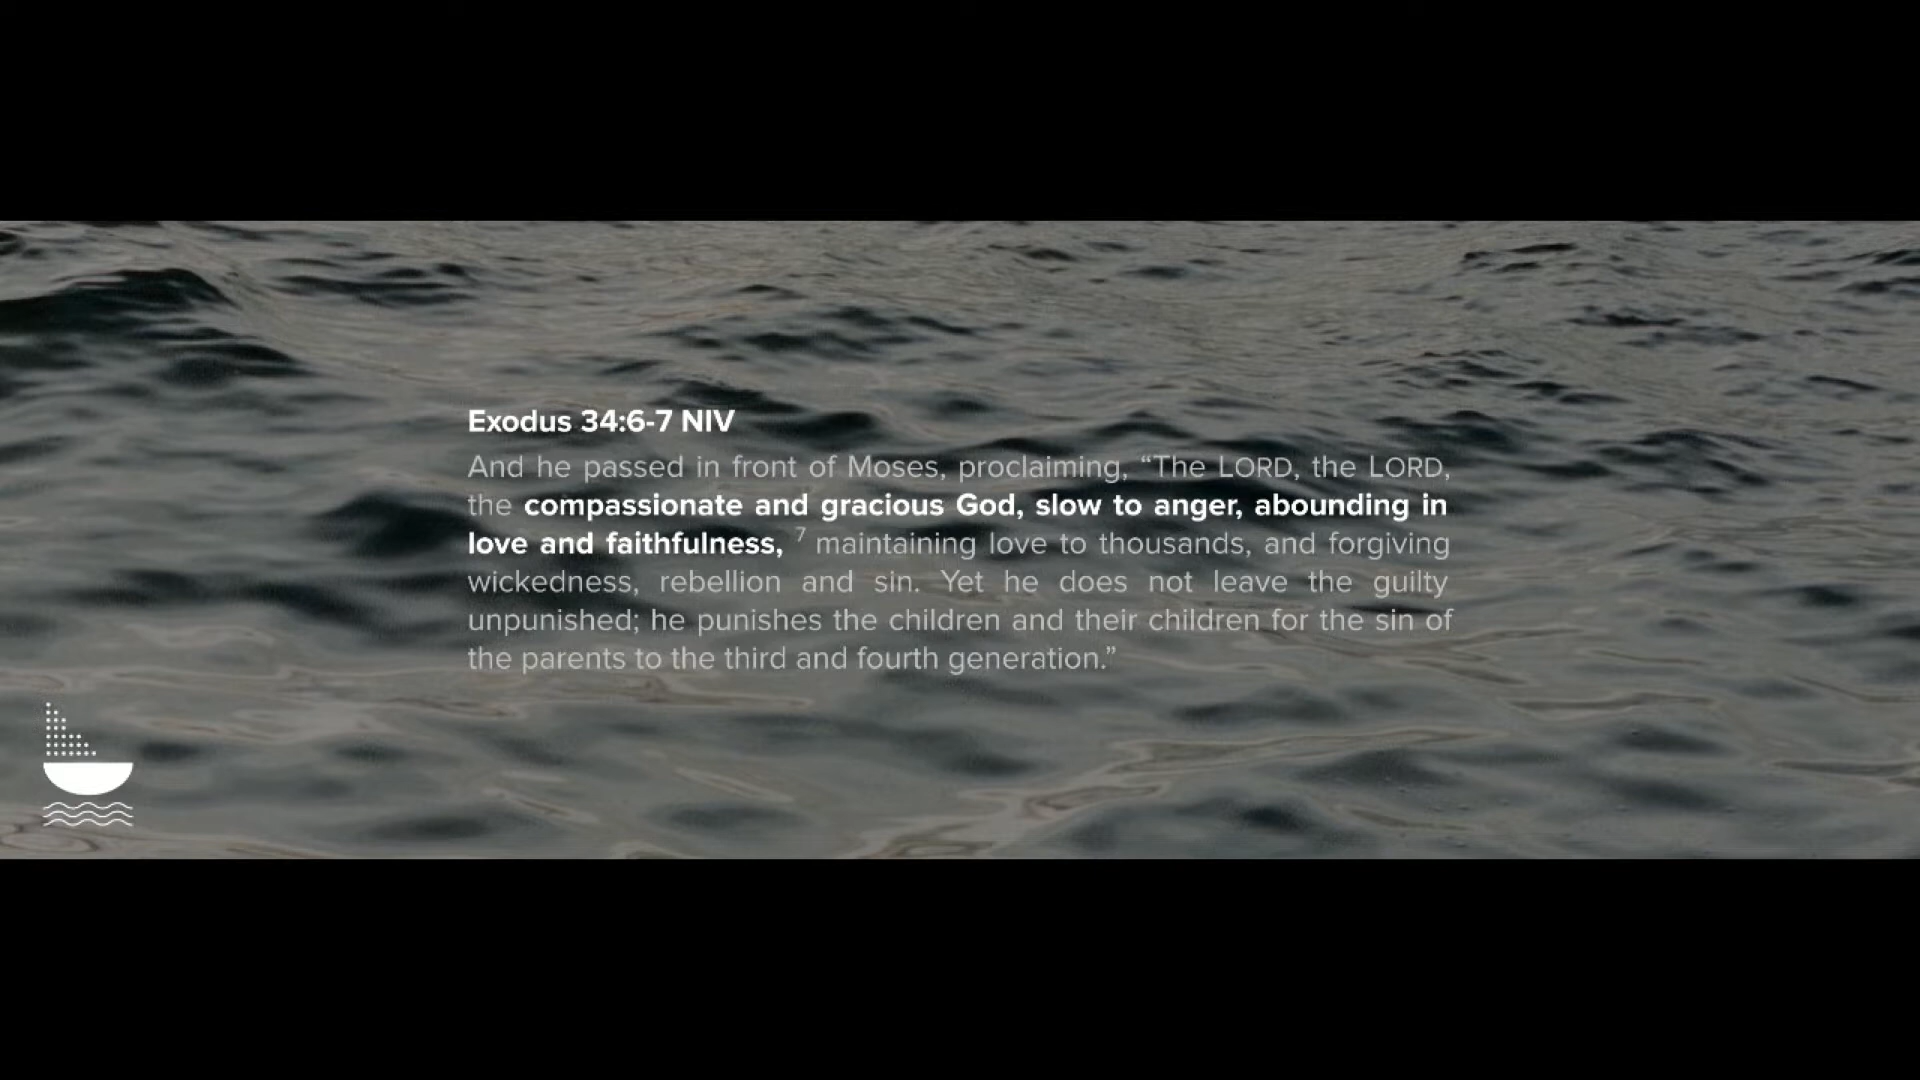 Exodus 34:6-7 NIV
And he passed in front of Moses, proclaiming, “The LORD, the LORD,
the compassionate and gracious God, slow to anger, abounding in
love and faithfulness, ⁷ maintaining love to thousands, and forgiving
wickedness, rebellion and sin. Yet he does not leave the guilty
unpunished; he punishes the children and their children for the sin of
the parents to the third and fourth generation.”